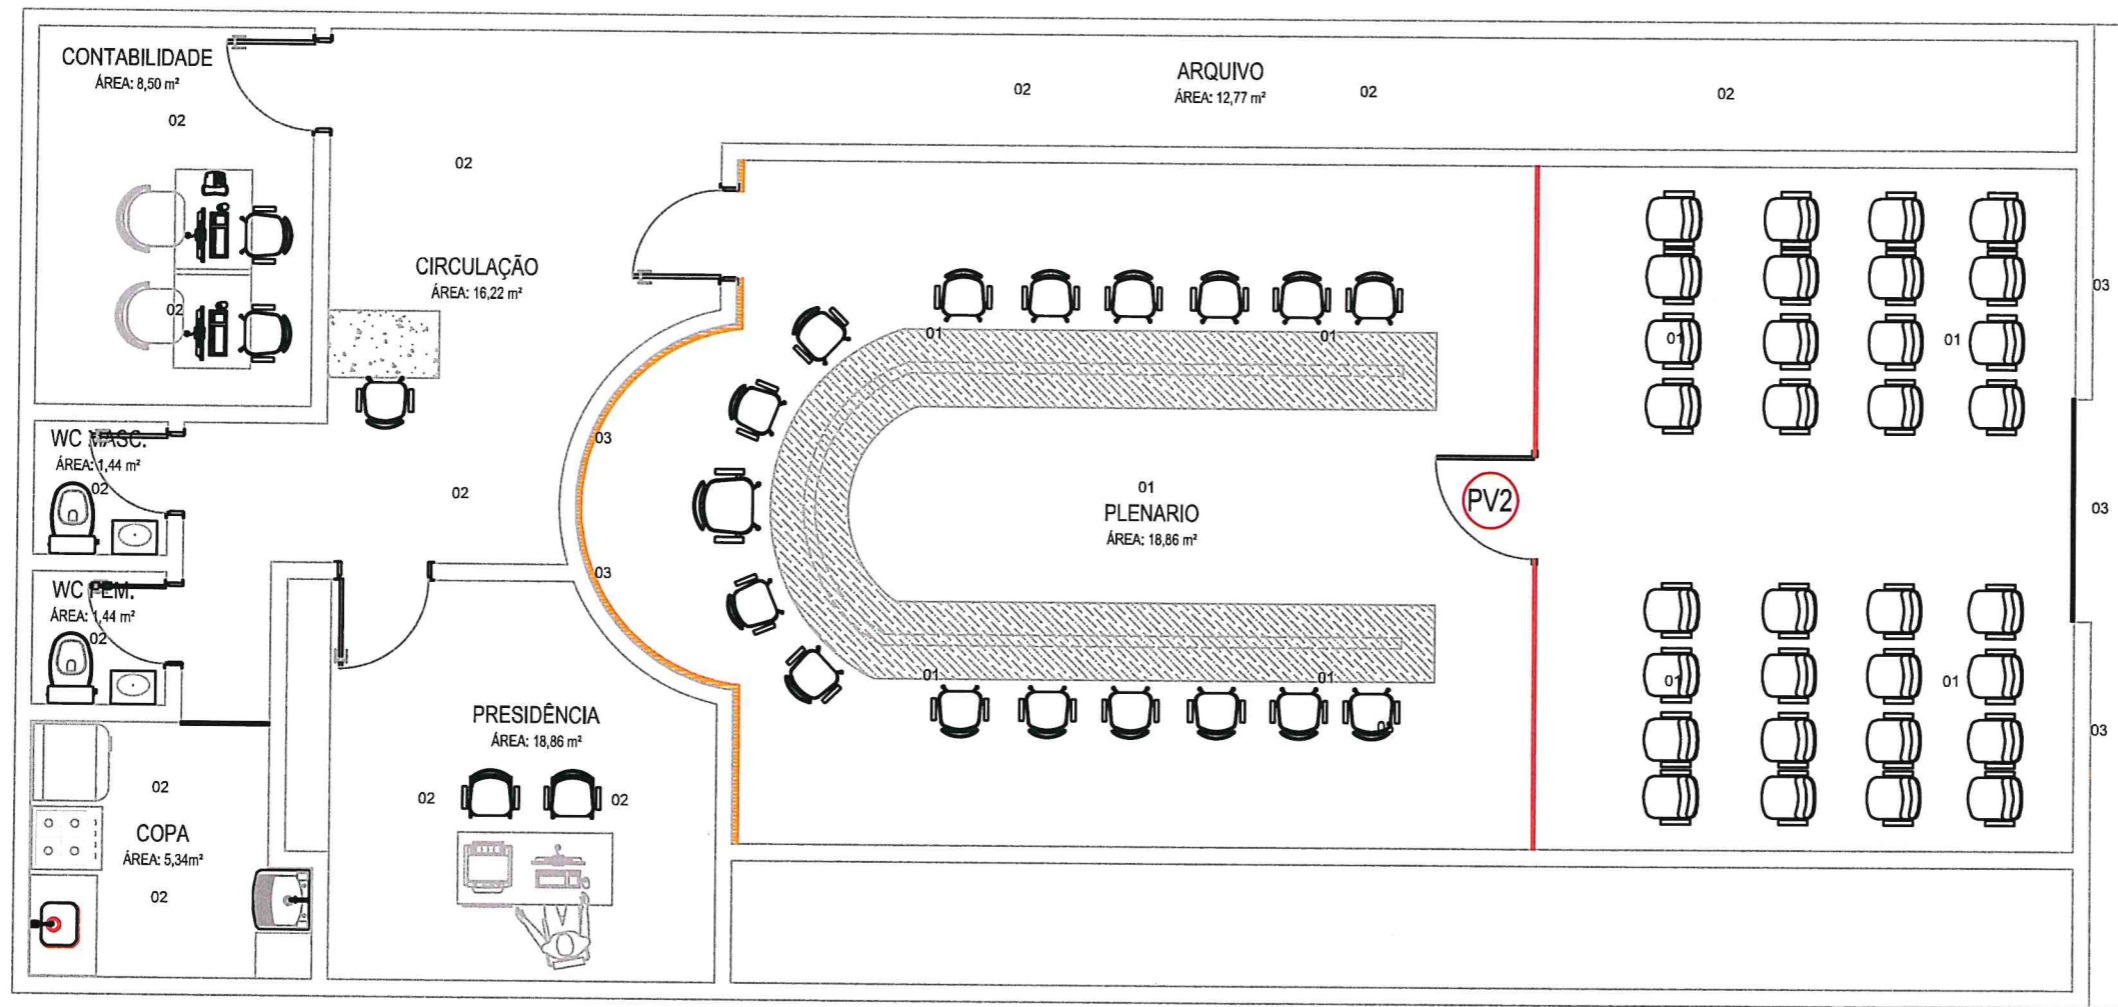 CONTABILIDADE
ÁREA: 8,50 m²
02
02
ARQUIVO
ÁREA: 12,77 m²
02
02
02
02
CIRCULAÇÃO
ÁREA: 16,22 m²
02
WC MASC.
ÁREA: 1,44 m²
02
WC FEM.
ÁREA: 1,44 m²
02
COPA
ÁREA: 5,34m²
02
02
PRESIDÊNCIA
ÁREA: 18,86 m²
02
02
03
03
01
01
01
PLENARIO
ÁREA: 18,86 m²
01
01
PV2
01
01
01
01
03
03
03